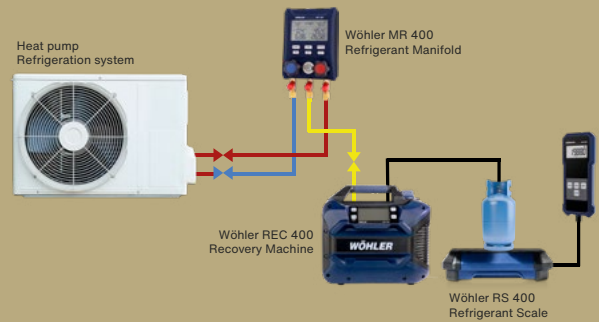 Heat pump
Refrigeration system
Wöhler MR 400
Refrigerant Manifold
Wöhler REC 400
Recovery Machine
WÖHLER
Wöhler RS 400
Refrigerant Scale